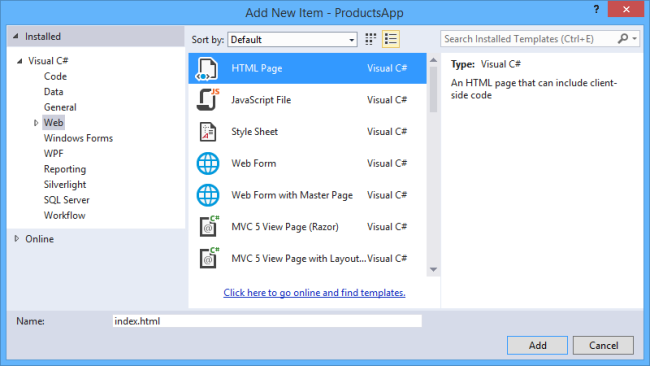 Add New Item - ProductsApp
? x
Installed
Sort by: Default
Search Installed Templates (Ctrl+E)
Visual C#
Code
Data
General
Web
Windows Forms
WPF
Reporting
Silverlight
SQL Server
Workflow
Online
HTML Page Visual C#
JS
JavaScript File Visual C#
Style Sheet Visual C#
Web Form Visual C#
Web Form with Master Page Visual C#
C#
@
MVC 5 View Page (Razor) Visual C#
C#
@
MVC 5 View Page with Layout... Visual C#
Click here to go online and find templates.
Type: Visual C#
An HTML page that can include client-
side code
Name: index.html
Add Cancel